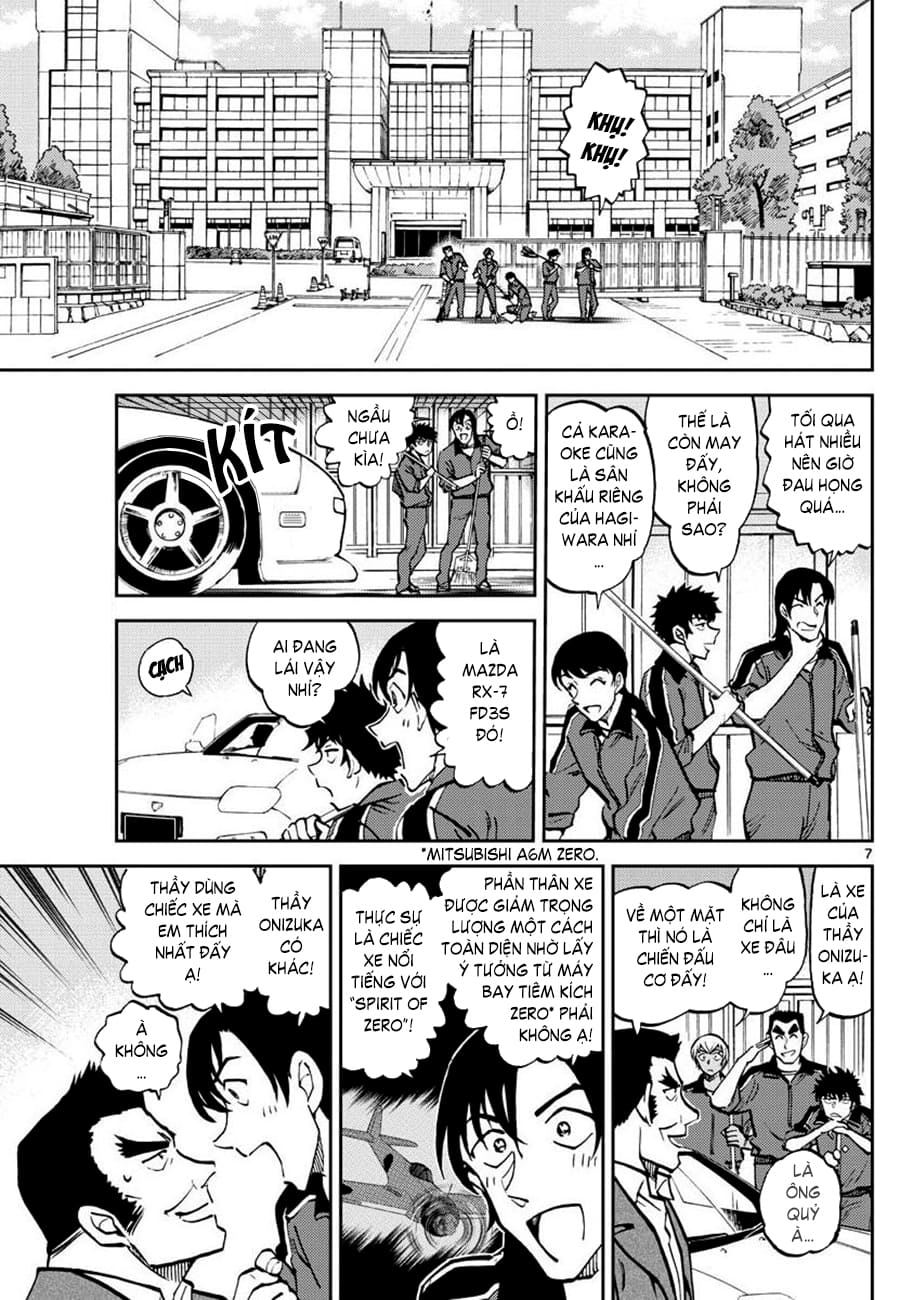 KHỤ!
KHỤ!
TỐI QUA
HÁT NHIỀU
NÊN GIỜ
ĐAU HỌNG
QUÁ...
THẾ LÀ
CÒN MAY
ĐẤY,
KHÔNG
PHẢI
SAO?
CẢ KARA-
OKE CŨNG
LÀ SÂN
KHẤU RIÊNG
CỦA HAGI-
WARA NHỈ
...
Ồ!
NGẦU
CHƯA
KÌA!
KÍT
LÀ
MAZDA
RX-7
FD3S
ĐÓ!
AI ĐANG
LÁI VẬY
NHỈ?
CẠCH
7
*MITSUBISHI A6M ZERO.
LÀ XE
CỦA
THẦY
ONIZU-
KA Ạ!
KHÔNG
CHỈ LÀ
XE ĐÂU
...
VỀ MỘT MẶT
THÌ NÓ LÀ
CHIẾN ĐẤU
CƠ ĐẤY!
LÀ
ÔNG
QUỶ
À...
PHẦN THÂN XE
ĐƯỢC GIẢM TRỌNG
LƯỢNG MỘT CÁCH
TOÀN DIỆN NHỜ LẤY
Ý TƯỞNG TỪ MÁY
BAY TIÊM KÍCH
ZERO* PHẢI
KHÔNG Ạ!
THỰC SỰ
LÀ CHIẾC
XE NỔI
TIẾNG VỚI
"SPIRIT OF
ZERO"!
THẦY
ONIZUKA
CÓ
KHÁC!
THẦY DÙNG
CHIẾC XE MÀ
EM THÍCH
NHẤT ĐẤY
Ạ!
À
KHÔNG
...